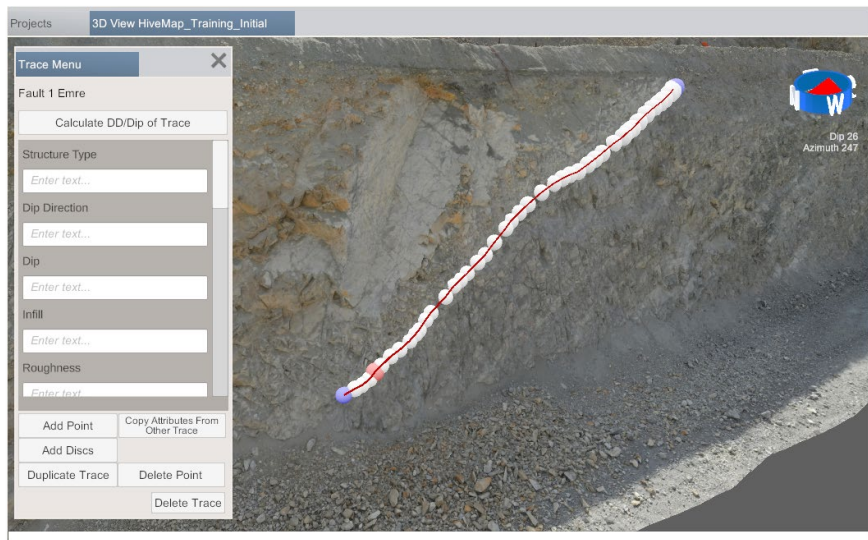 Projects
3D View HiveMap_Training_Initial
Trace Menu
Fault 1 Emre
Calculate DD/Dip of Trace
Structure Type
Enter text...
Dip Direction
Enter text...
Dip
Enter text...
Infill
Enter text...
Roughness
Enter text...
Add Point
Copy Attributes From
Other Trace
Add Discs
Duplicate Trace
Delete Point
Delete Trace
W
Dip 26
Azimuth 247